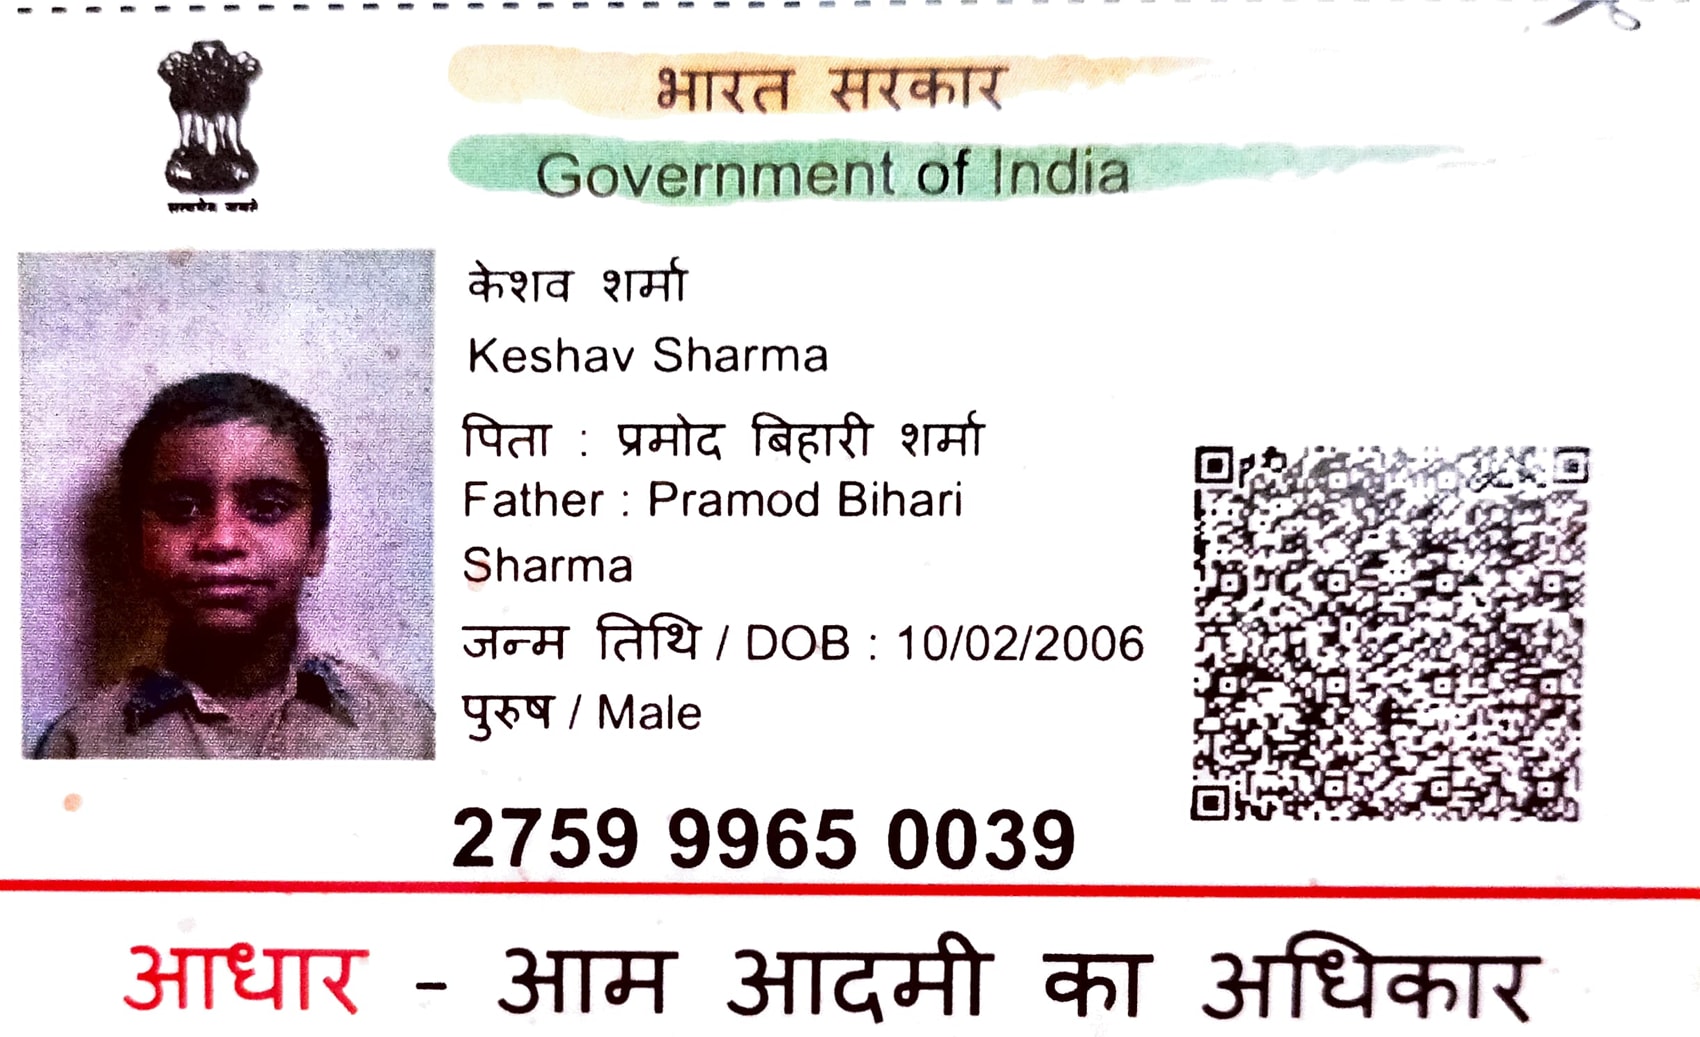 भारत सरकार
Government of India
सत्यमेव जयते
केशव शर्मा
Keshav Sharma
पिता : प्रमोद बिहारी शर्मा
Father : Pramod Bihari
Sharma
जन्म तिथि / DOB : 10/02/2006
पुरुष / Male
2759 9965 0039
आधार - आम आदमी का अधिकार